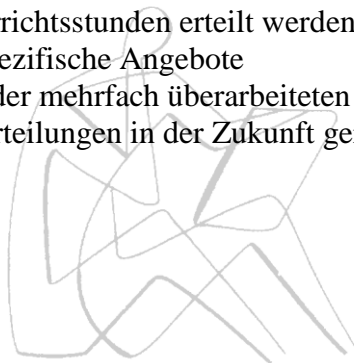 richtsstunden erteilt werden
ezifische Angebote
der mehrfach überarbeiteten
rteilungen in der Zukunft ge